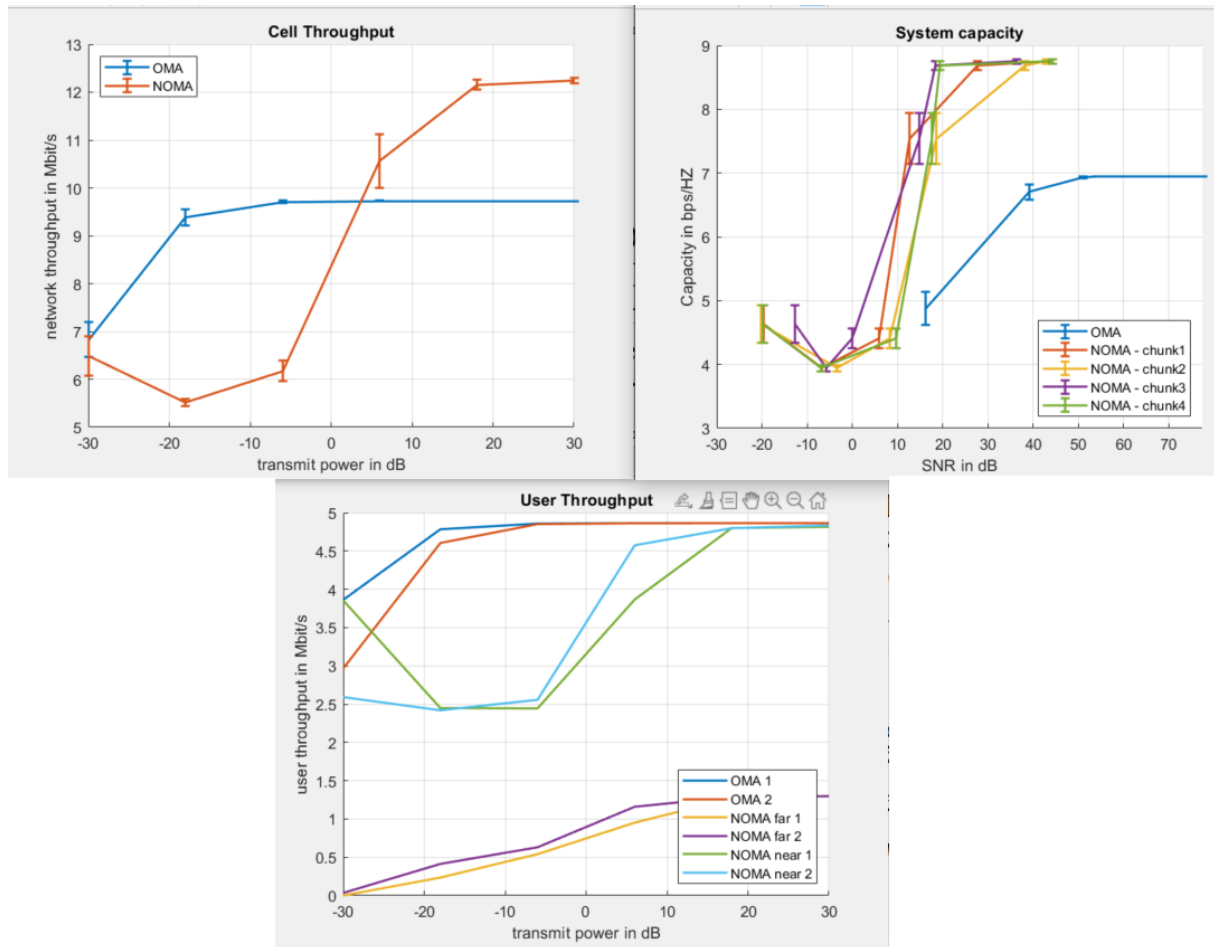 Cell Throughput
13
12
11
10
9
8
7
6
5
network throughput in Mbit/s
OMA
NOMA
-30
-20
-10
0
10
20
30
transmit power in dB
System capacity
9
8
7
6
5
4
3
Capacity in bps/HZ
OMA
NOMA - chunk1
NOMA - chunk2
NOMA - chunk3
NOMA - chunk4
-30
-20
-10
0
10
20
30
40
50
60
70
SNR in dB
User Throughput
5
4.5
4
3.5
3
2.5
2
1.5
1
0.5
0
user throughput in Mbit/s
OMA 1
OMA 2
NOMA far 1
NOMA far 2
NOMA near 1
NOMA near 2
-30
-20
-10
0
10
20
30
transmit power in dB